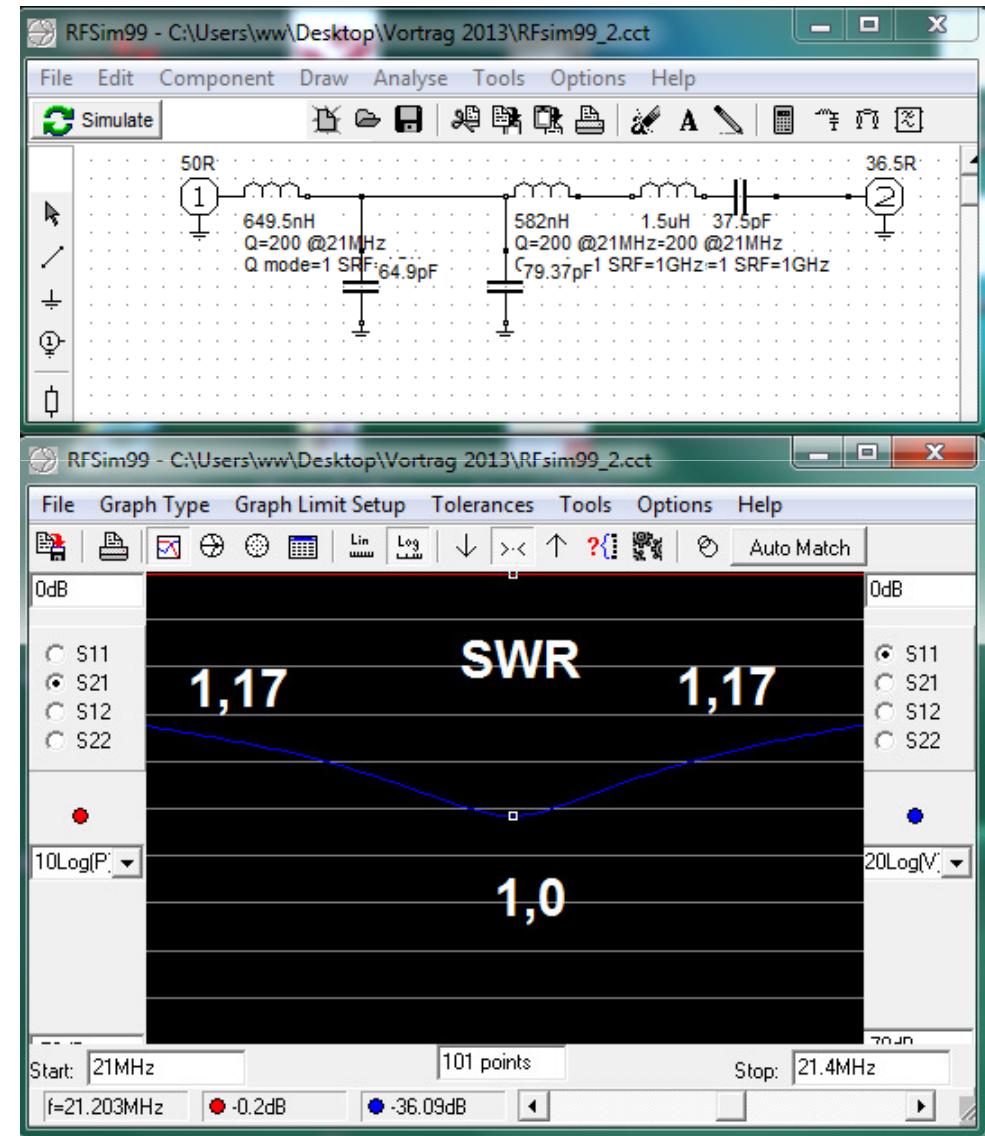 RFSim99 - C:\Users\ww\Desktop\Vortrag 2013\RFsim99_2.cct
File Edit Component Draw Analyse Tools Options Help
Simulate
50R
36.5R
1
2
649.5nH
582nH
1.5uH
37.5pF
Q=200 @21MHz
Q=200 @21MHz=200 @21MHz
Q mode=1 SRF
64.9pF
79.37pF
1 SRF=1GHz
=1 SRF=1GHz
RFSim99 - C:\Users\ww\Desktop\Vortrag 2013\RFsim99_2.cct
File Graph Type Graph Limit Setup Tolerances Tools Options Help
Lin
Log
Auto Match
0dB
0dB
SWR
1,17
1,17
1,0
S11
S21
S12
S22
S11
S21
S12
S22
10Log(P)
20Log(V)
Start: 21MHz
101 points
Stop: 21.4MHz
f=21.203MHz
-0.2dB
-36.09dB